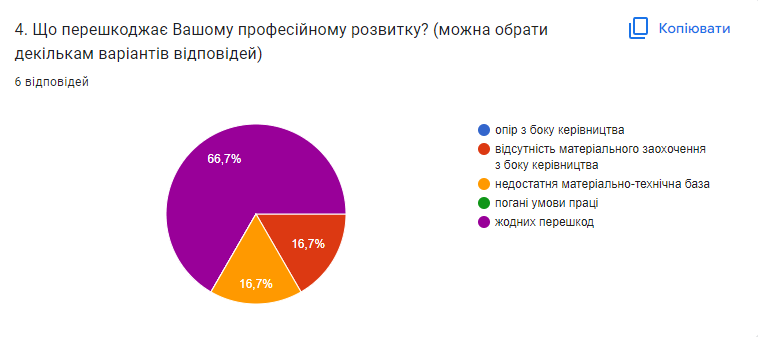 4. Що перешкоджає Вашому професійному розвитку? (можна обрати
декількам варіантів відповідей)
Копіювати
6 відповідей
66,7%
16,7%
16,7%
опір з боку керівництва
відсутність матеріального заохочення
з боку керівництва
недостатня матеріально-технічна база
погані умови праці
жодних перешкод